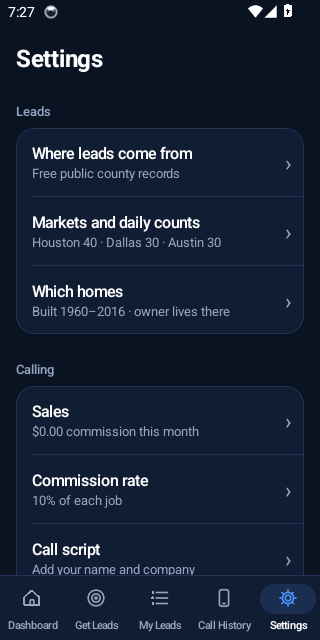 7:27
Settings
Leads
Where leads come from
Free public county records
Markets and daily counts
Houston 40 · Dallas 30 · Austin 30
Which homes
Built 1960–2016 · owner lives there
Calling
Sales
$0.00 commission this month
Commission rate
10% of each job
Call script
Add your name and company
Dashboard
Get Leads
My Leads
Call History
Settings